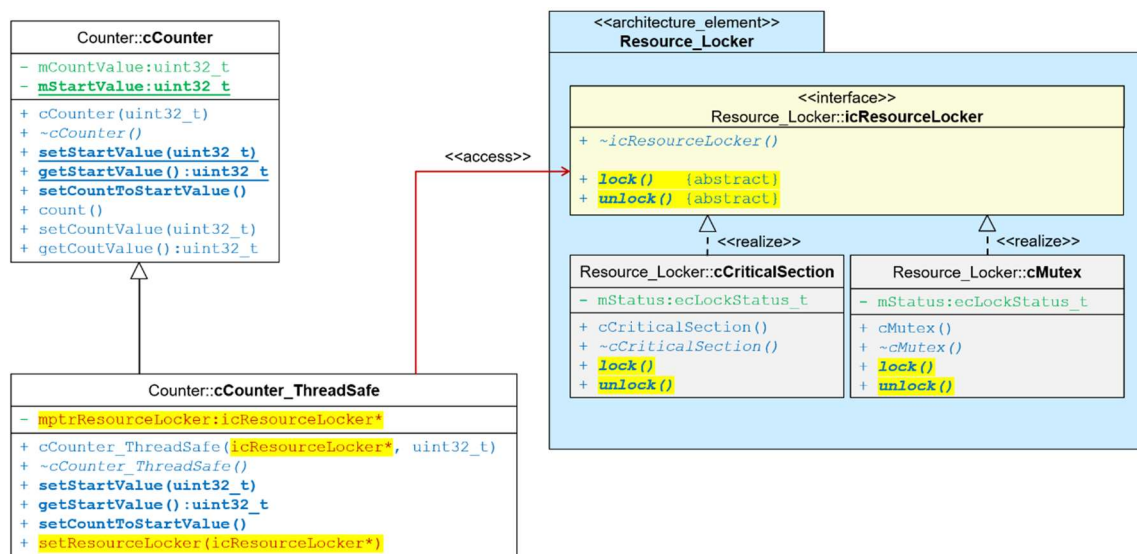 Counter::cCounter
- mCountValue:uint32_t
- mStartValue:uint32_t
+ cCounter(uint32_t)
+ ~cCounter()
+ setStartValue(uint32_t)
+ getStartValue():uint32_t
+ setCountToStartValue()
+ count()
+ setCountValue(uint32_t)
+ getCoutValue():uint32_t
<<access>>
<<architecture_element>>
Resource_Locker
<<interface>>
Resource_Locker::icResourceLocker
+ ~icResourceLocker()
+ lock() {abstract}
+ unlock() {abstract}
<<realize>>
<<realize>>
Resource_Locker::cCriticalSection
- mStatus:ecLockStatus_t
+ cCriticalSection()
+ ~cCriticalSection()
+ lock()
+ unlock()
Resource_Locker::cMutex
- mStatus:ecLockStatus_t
+ cMutex()
+ ~cMutex()
+ lock()
+ unlock()
Counter::cCounter_ThreadSafe
- mptrResourceLocker:icResourceLocker*
+ cCounter_ThreadSafe(icResourceLocker*, uint32_t)
+ ~cCounter_ThreadSafe()
+ setStartValue(uint32_t)
+ getStartValue():uint32_t
+ setCountToStartValue()
+ setResourceLocker(icResourceLocker*)